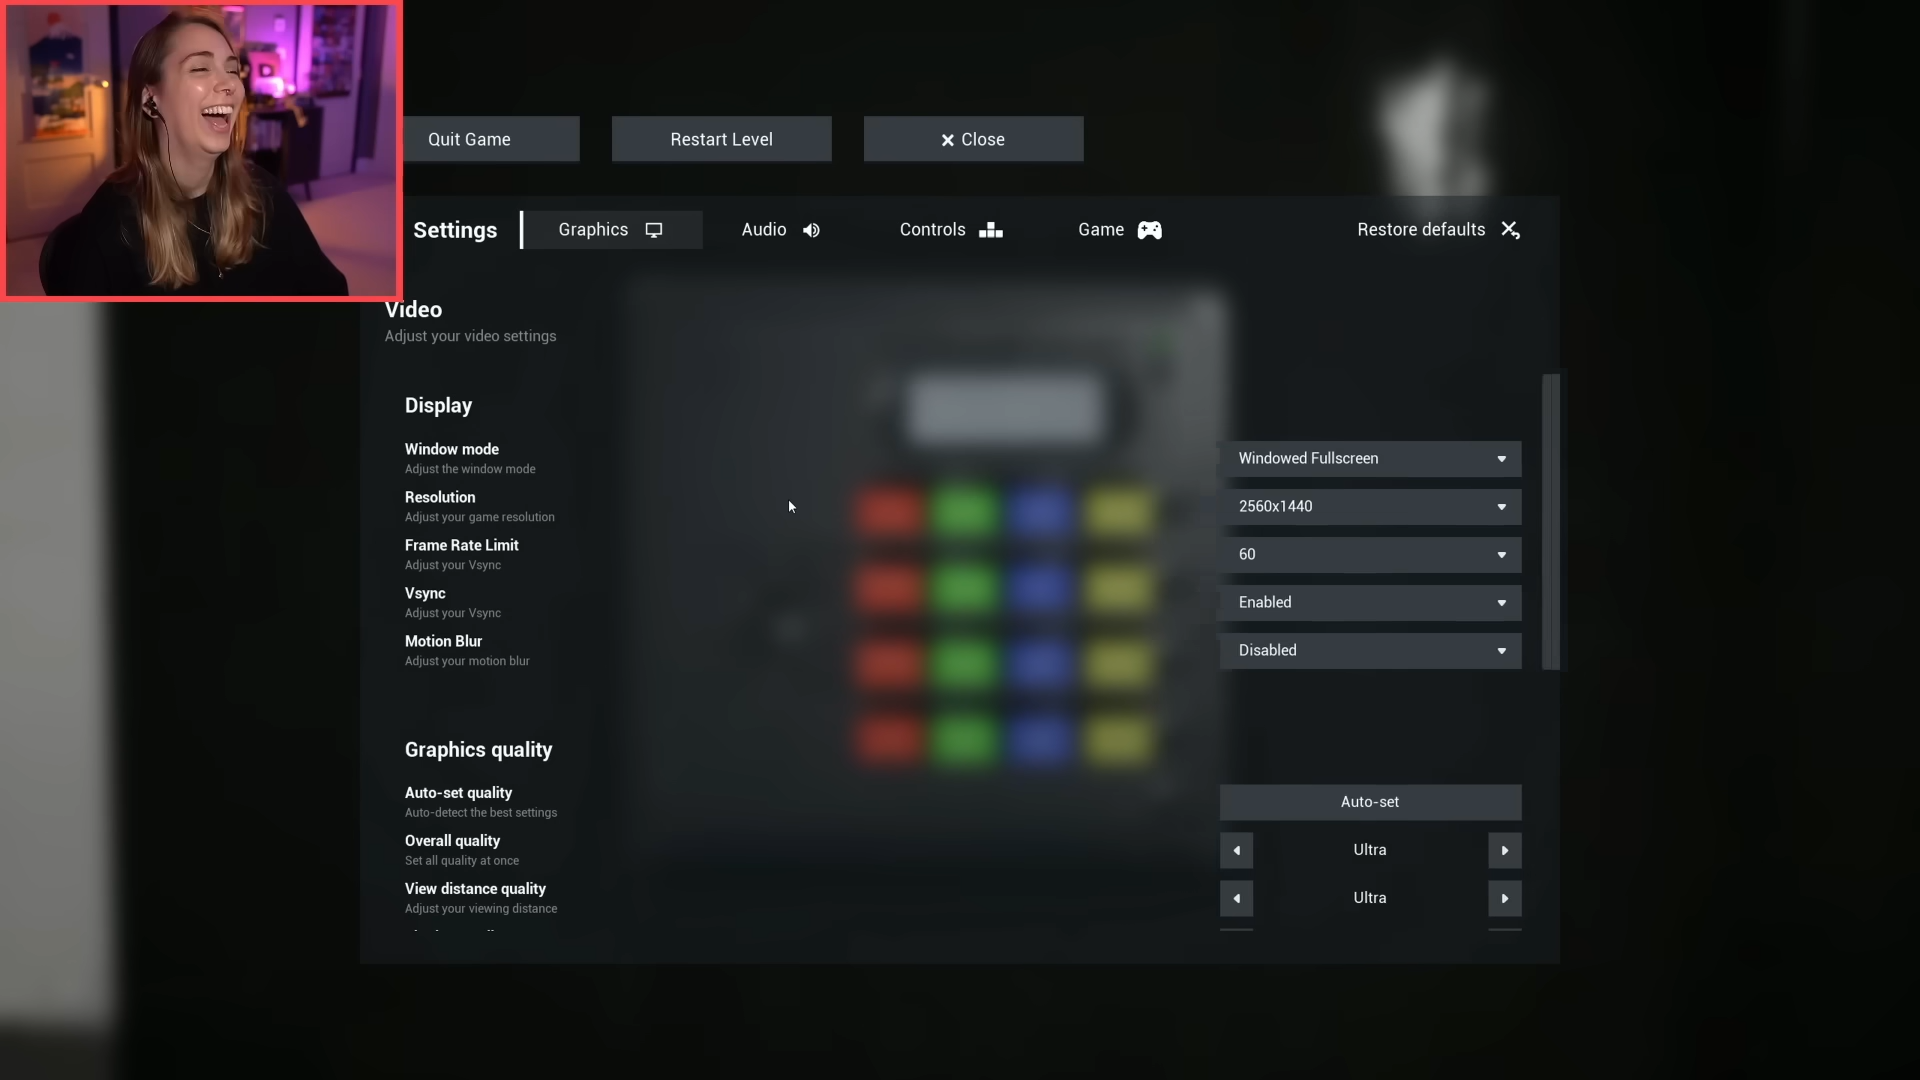 Quit Game
Restart Level
Close
Settings
Graphics
Audio
Controls
Game
Restore defaults
Video
Adjust your video settings
Display
Window mode
Adjust the window mode
Windowed Fullscreen
Resolution
Adjust your game resolution
2560x1440
Frame Rate Limit
Adjust your Vsync
60
Vsync
Adjust your Vsync
Enabled
Motion Blur
Adjust your motion blur
Disabled
Graphics quality
Auto-set quality
Auto-detect the best settings
Auto-set
Overall quality
Set all quality at once
Ultra
View distance quality
Adjust your viewing distance
Ultra